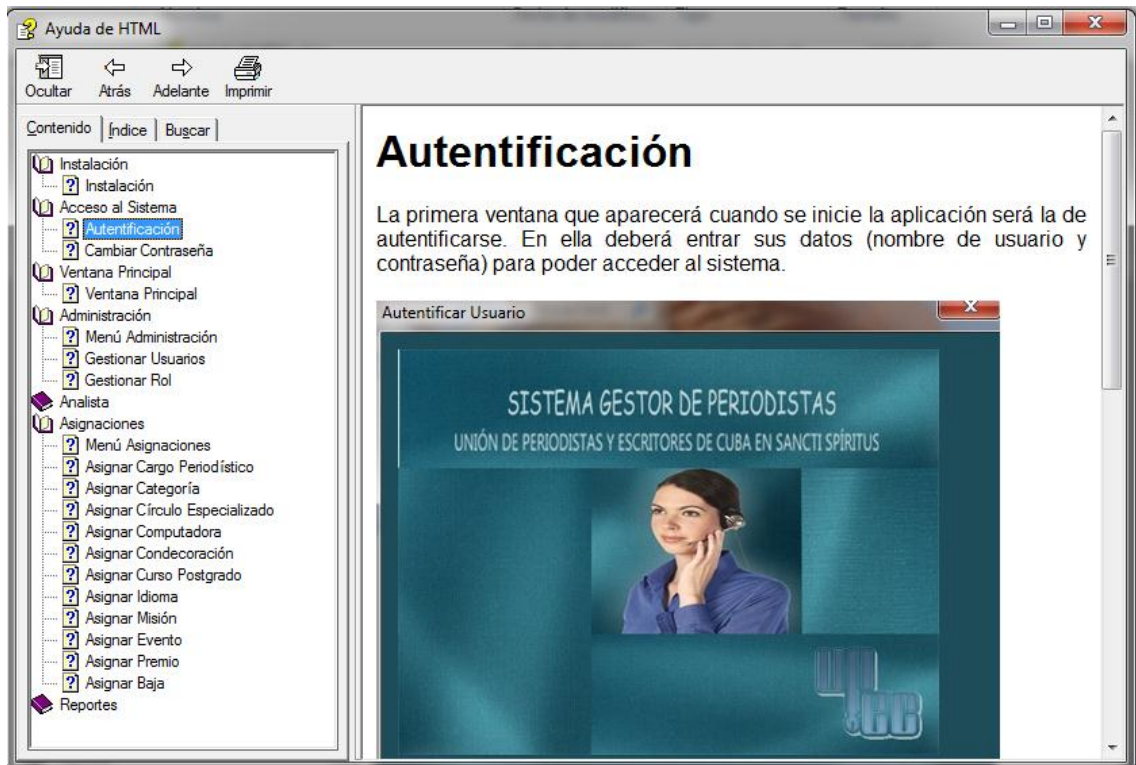 Ayuda de HTML
Ocultar Atrás Adelante Imprimir
Contenido Índice Buscar
Instalación
Instalación
Acceso al Sistema
Autentificación
Cambiar Contraseña
Ventana Principal
Ventana Principal
Administración
Menú Administración
Gestionar Usuarios
Gestionar Rol
Analista
Asignaciones
Menú Asignaciones
Asignar Cargo Periodístico
Asignar Categoría
Asignar Círculo Especializado
Asignar Computadora
Asignar Condecoración
Asignar Curso Postgrado
Asignar Idioma
Asignar Misión
Asignar Evento
Asignar Premio
Asignar Baja
Reportes
Autentificación
La primera ventana que aparecerá cuando se inicie la aplicación será la de
autentificarse. En ella deberá entrar sus datos (nombre de usuario y
contraseña) para poder acceder al sistema.
Autentificar Usuario
SISTEMA GESTOR DE PERIODISTAS
UNIÓN DE PERIODISTAS Y ESCRITORES DE CUBA EN SANCTI SPÍRITUS